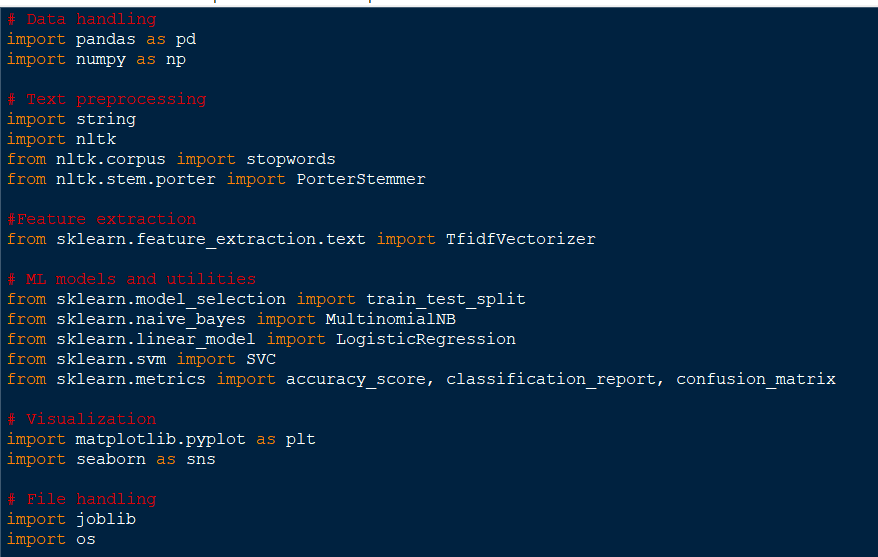 # Data handling
import pandas as pd
import numpy as np
# Text preprocessing
import string
import nltk
from nltk.corpus import stopwords
from nltk.stem.porter import PorterStemmer
#Feature extraction
from sklearn.feature_extraction.text import TfidfVectorizer
# ML models and utilities
from sklearn.model_selection import train_test_split
from sklearn.naive_bayes import MultinomialNB
from sklearn.linear_model import LogisticRegression
from sklearn.svm import SVC
from sklearn.metrics import accuracy_score, classification_report, confusion_matrix
# Visualization
import matplotlib.pyplot as plt
import seaborn as sns
# File handling
import joblib
import os